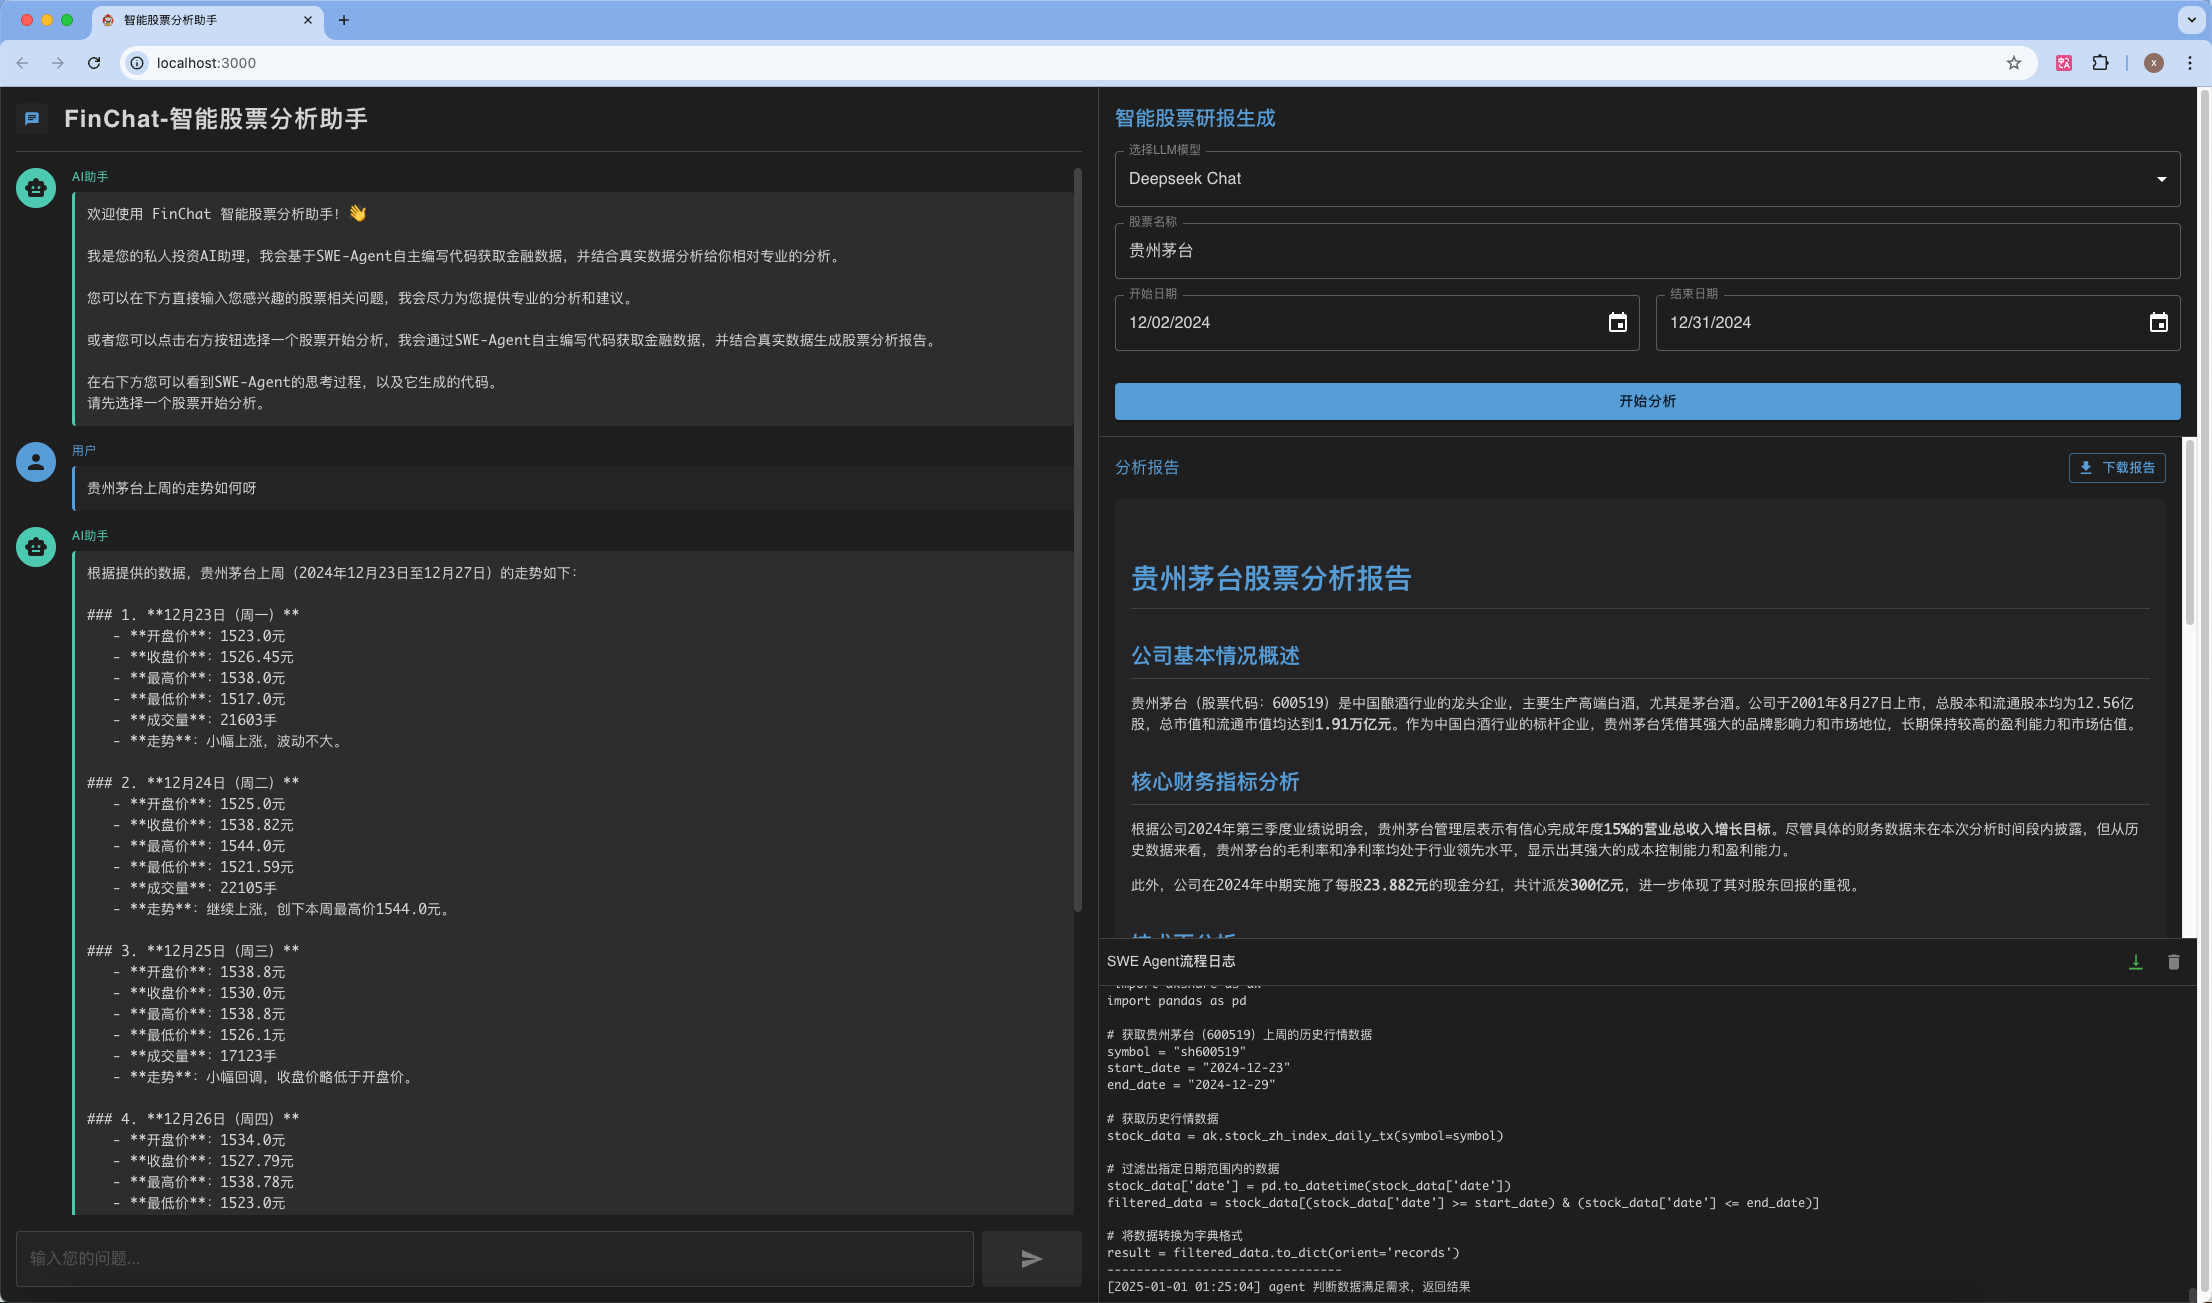 智能股票分析助手
localhost:3000
FinChat-智能股票分析助手
AI助手
欢迎使用 FinChat 智能股票分析助手！👋
我是您的私人投资AI助理，我会基于SWE-Agent自主编写代码获取金融数据，并结合真实数据分析给你相对专业的分析。
您可以在下方直接输入您感兴趣的股票相关问题，我会尽力为您提供专业的分析和建议。
或者您可以点击右方按钮选择一个股票开始分析，我会通过SWE-Agent自主编写代码获取金融数据，并结合真实数据生成股票分析报告。
在右下方您可以看到SWE-Agent的思考过程，以及它生成的代码。
请先选择一个股票开始分析。
用户
贵州茅台上周的走势如何呀
AI助手
根据提供的数据，贵州茅台上周（2024年12月23日至12月27日）的走势如下：
### 1. **12月23日（周一）**
- **开盘价**：1523.0元
- **收盘价**：1526.45元
- **最高价**：1538.0元
- **最低价**：1517.0元
- **成交量**：21603手
- **走势**：小幅上涨，波动不大。
### 2. **12月24日（周二）**
- **开盘价**：1525.0元
- **收盘价**：1538.82元
- **最高价**：1544.0元
- **最低价**：1521.59元
- **成交量**：22105手
- **走势**：继续上涨，创下本周最高价1544.0元。
### 3. **12月25日（周三）**
- **开盘价**：1538.8元
- **收盘价**：1530.0元
- **最高价**：1538.8元
- **最低价**：1526.1元
- **成交量**：17123手
- **走势**：小幅回调，收盘价略低于开盘价。
### 4. **12月26日（周四）**
- **开盘价**：1534.0元
- **收盘价**：1527.79元
- **最高价**：1538.78元
- **最低价**：1523.0元
输入您的问题...
智能股票研报生成
选择LLM模型
Deepseek Chat
股票名称
贵州茅台
开始日期
12/02/2024
结束日期
12/31/2024
开始分析
分析报告
下载报告
贵州茅台股票分析报告
公司基本情况概述
贵州茅台（股票代码：600519）是中国酿酒行业的龙头企业，主要生产高端白酒，尤其是茅台酒。公司于2001年8月27日上市，总股本和流通股本均为12.56亿
股，总市值和流通市值均达到1.91万亿元。作为中国白酒行业的标杆企业，贵州茅台凭借其强大的品牌影响力和市场地位，长期保持较高的盈利能力和市场估值。
核心财务指标分析
根据公司2024年第三季度业绩说明会，贵州茅台管理层表示有信心完成年度15%的营业总收入增长目标。尽管具体的财务数据未在本次分析时间段内披露，但从历
史数据来看，贵州茅台的毛利率和净利率均处于行业领先水平，显示出其强大的成本控制能力和盈利能力。
此外，公司在2024年中期实施了每股23.882元的现金分红，共计派发300亿元，进一步体现了其对股东回报的重视。
SWE Agent流程日志
import akshare as ak
import pandas as pd
# 获取贵州茅台（600519）上周的历史行情数据
symbol = "sh600519"
start_date = "2024-12-23"
end_date = "2024-12-29"
# 获取历史行情数据
stock_data = ak.stock_zh_index_daily_tx(symbol=symbol)
# 过滤出指定日期范围内的数据
stock_data['date'] = pd.to_datetime(stock_data['date'])
filtered_data = stock_data[(stock_data['date'] >= start_date) & (stock_data['date'] <= end_date)]
# 将数据转换为字典格式
result = filtered_data.to_dict(orient='records')
--------------------------------
[2025-01-01 01:25:04] agent 判断数据满足需求，返回结果